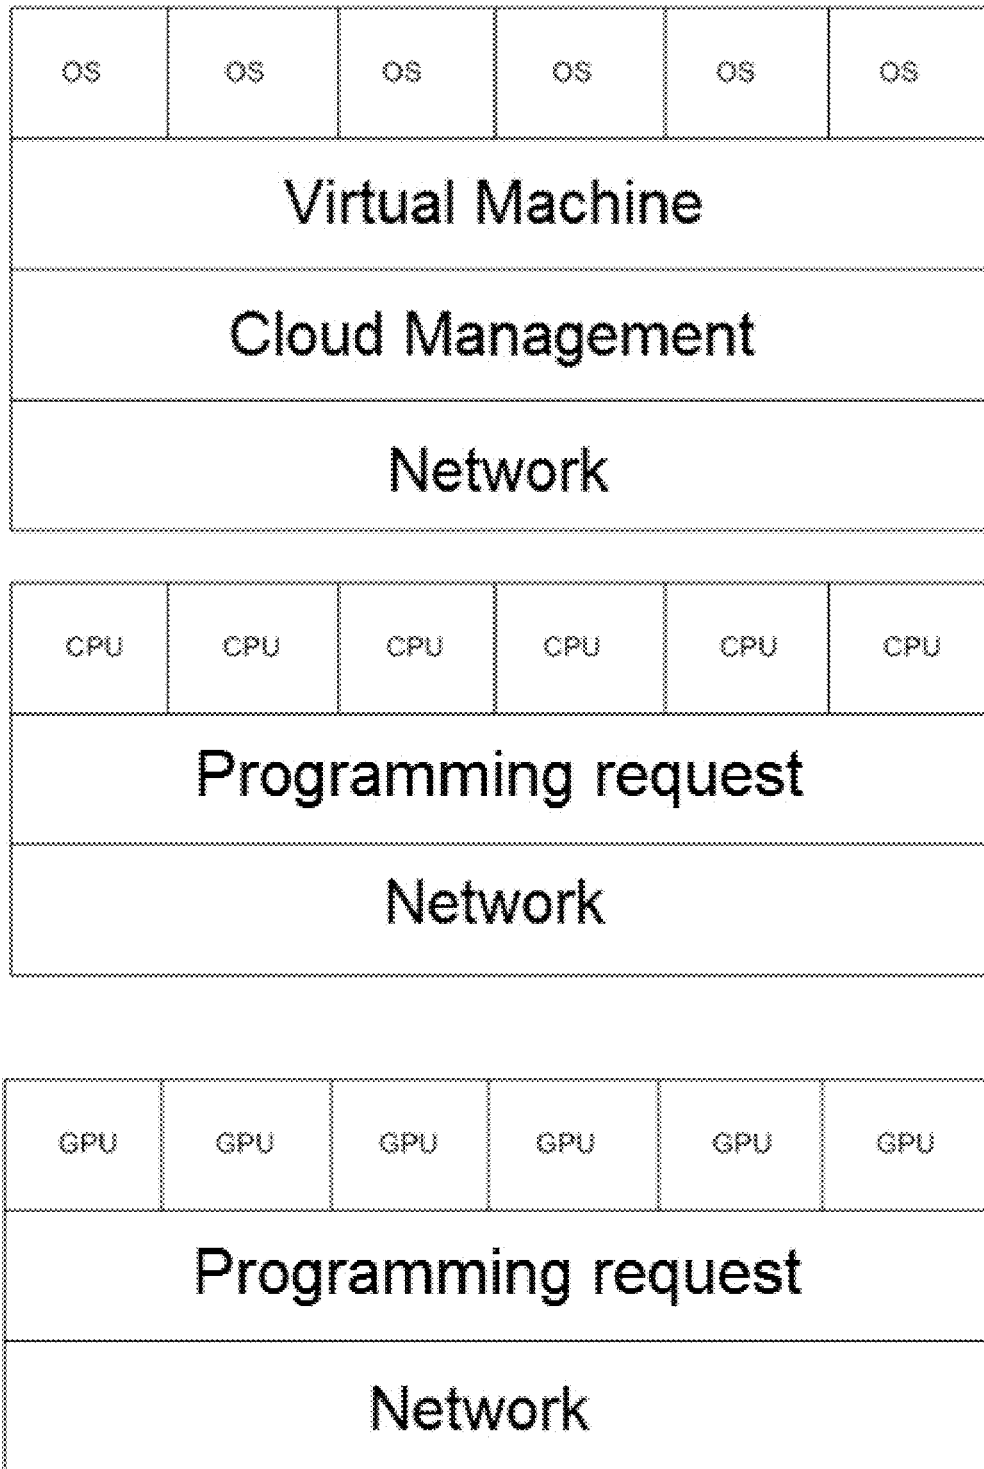 OS OS OS OS OS OS
Virtual Machine
Cloud Management
Network
CPU CPU CPU CPU CPU CPU
Programming request
Network
GPU GPU GPU GPU GPU GPU
Programming request
Network